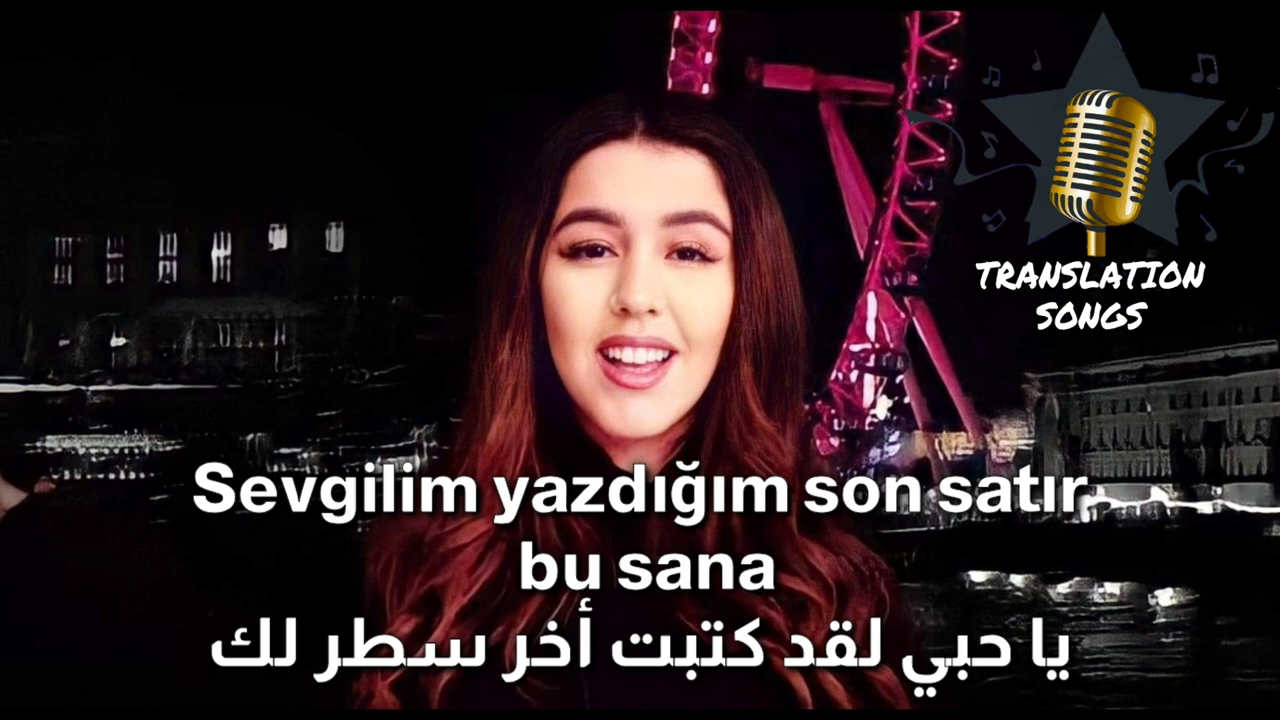 TRANSLATION
SONGS
Sevgilim yazdığım son satır
bu sana
يا حبي لقد كتبت أخر سطر لك